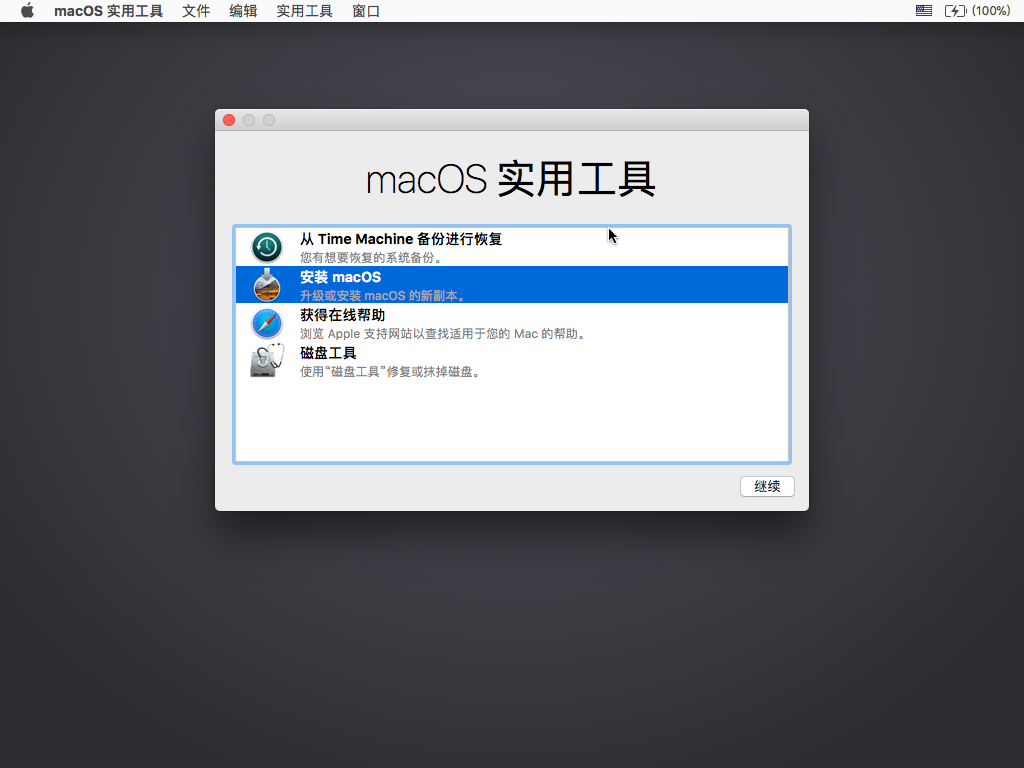 macOS 实用工具 文件 编辑 实用工具 窗口 (100%)
macOS 实用工具
从 Time Machine 备份进行恢复
您有想要恢复的系统备份。
安装 macOS
升级或安装 macOS 的新副本。
获得在线帮助
浏览 Apple 支持网站以查找适用于您的 Mac 的帮助。
磁盘工具
使用“磁盘工具”修复或抹掉磁盘。
继续